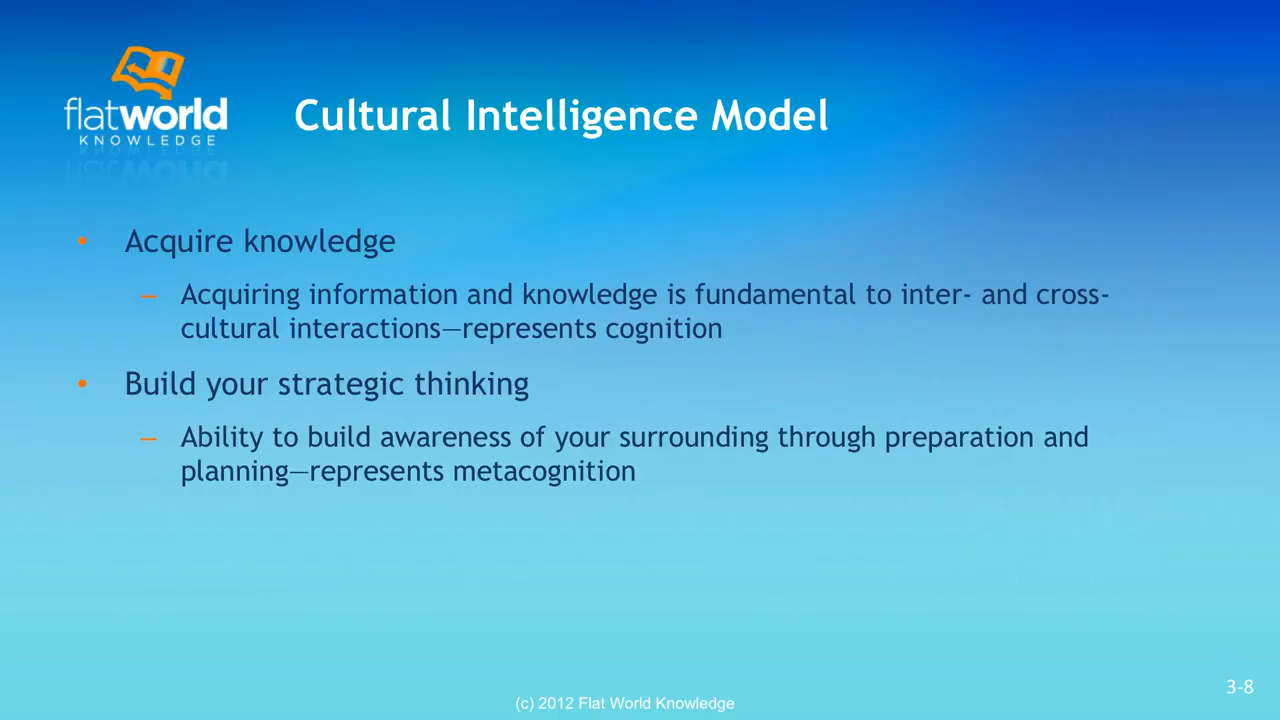 flatworld
KNOWLEDGE
Cultural Intelligence Model
• Acquire knowledge
– Acquiring information and knowledge is fundamental to inter- and cross-
cultural interactions—represents cognition
• Build your strategic thinking
– Ability to build awareness of your surrounding through preparation and
planning—represents metacognition
3-8
(c) 2012 Flat World Knowledge